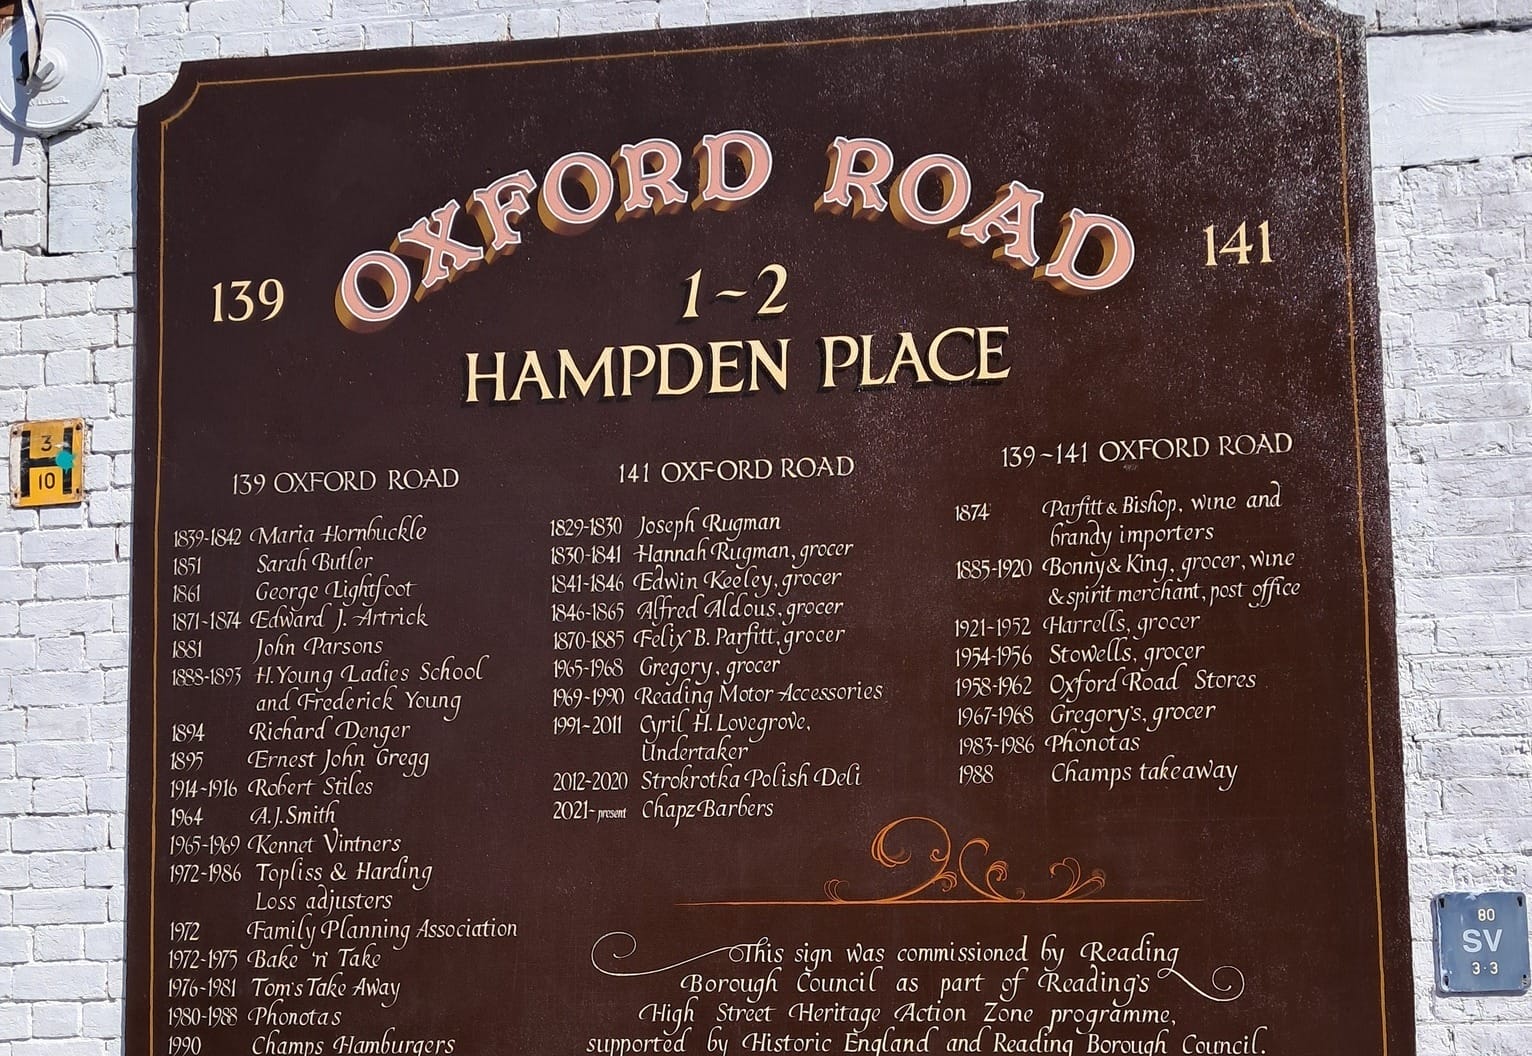 OXFORD ROAD
139
141
1~2
HAMPDEN PLACE
139 OXFORD ROAD
1839-1842 Maria Hornbuckle
1851 Sarah Butler
1861 George Lightfoot
1871-1874 Edward J. Artrick
1881 John Parsons
1888-1893 H.Young Ladies School
and Frederick Young
1894 Richard Denger
1895 Ernest John Gregg
1914-1916 Robert Stiles
1964 A.J.Smith
1965-1969 Kennet Vintners
1972-1986 Topliss & Harding
Loss adjusters
1972 Family Planning Association
1972-1975 Bake 'n' Take
1976-1981 Tom's Take Away
1980-1988 Phonotas
1990 Champs Hamburgers
141 OXFORD ROAD
1829-1830 Joseph Rugman
1830-1841 Hannah Rugman, grocer
1841-1846 Edwin Keeley, grocer
1846-1865 Alfred Aldous, grocer
1870-1885 Felix B. Parfitt, grocer
1965-1968 Gregory, grocer
1969-1990 Reading Motor Accessories
1991-2011 Cyril H. Lovegrove,
Undertaker
2012-2020 Strokrotka Polish Deli
2021-present Chapz Barbers
139~141 OXFORD ROAD
1874 Parfitt & Bishop, wine and
brandy importers
1885-1920 Bonny & King, grocer, wine
& spirit merchant, post office
1921-1952 Harrells, grocer
1954-1956 Stowells, grocer
1958-1962 Oxford Road Stores
1967-1968 Gregory's, grocer
1983-1986 Phonotas
1988 Champs takeaway
This sign was commissioned by Reading
Borough Council as part of Reading's
High Street Heritage Action Zone programme,
supported by Historic England and Reading Borough Council.
3
10
80
SV
3·3